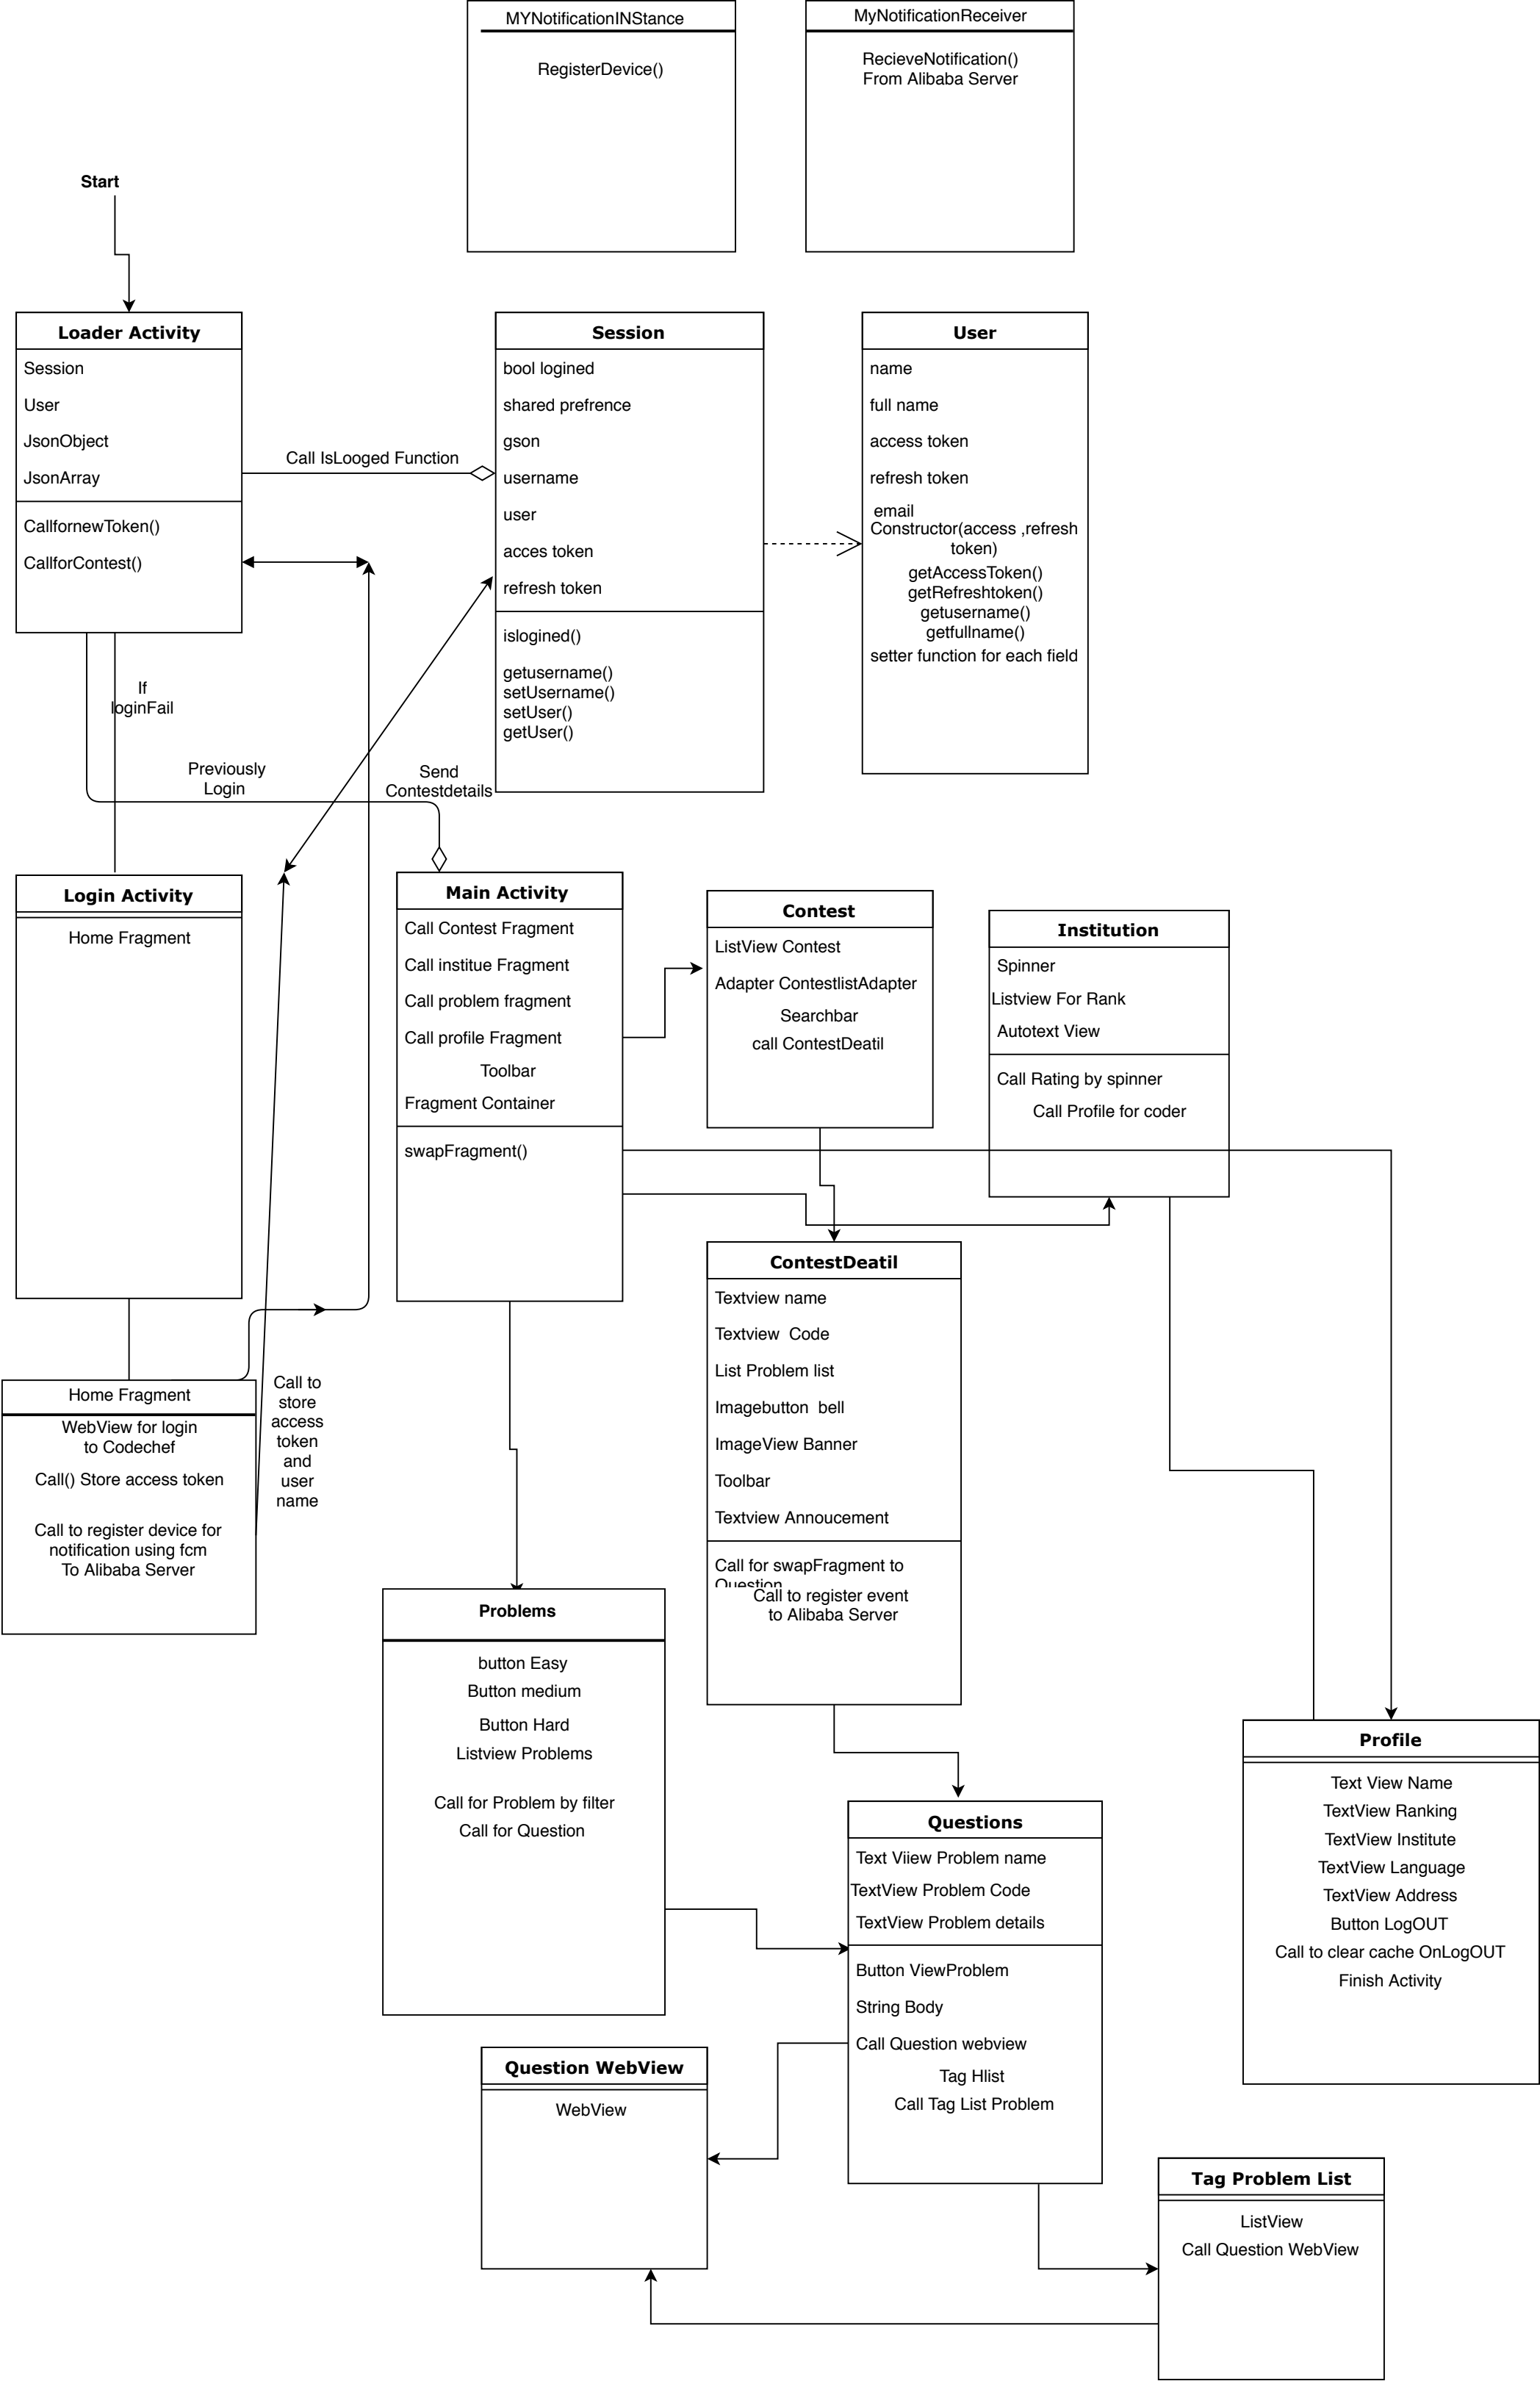 MYNotificationINStance
RegisterDevice()
MyNotificationReceiver
RecieveNotification()
From Alibaba Server
Start
Loader Activity
Session
User
JsonObject
JsonArray
CallfornewToken()
CallforContest()
Call IsLooged Function
Session
bool logined
shared prefrence
gson
username
user
acces token
refresh token
islogined()
getusername()
setUsername()
setUser()
getUser()
User
name
full name
access token
refresh token
email
Constructor(access ,refresh
token)
getAccessToken()
getRefreshtoken()
getusername()
getfullname()
setter function for each field
If
loginFail
Previously
Login
Send
Contestdetails
Login Activity
Home Fragment
Main Activity
Call Contest Fragment
Call institue Fragment
Call problem fragment
Call profile Fragment
Toolbar
Fragment Container
swapFragment()
Contest
ListView Contest
Adapter ContestlistAdapter
Searchbar
call ContestDeatil
Institution
Spinner
Listview For Rank
Autotext View
Call Rating by spinner
Call Profile for coder
Home Fragment
WebView for login
to Codechef
Call() Store access token
Call to register device for
notification using fcm
To Alibaba Server
Call to
store
access
token
and
user
name
ContestDeatil
Textview name
Textview  Code
List Problem list
Imagebutton  bell
ImageView Banner
Toolbar
Textview Annoucement
Call for swapFragment to
Question
Call to register event
to Alibaba Server
Problems
button Easy
Button medium
Button Hard
Listview Problems
Call for Problem by filter
Call for Question
Questions
Text Viiew Problem name
TextView Problem Code
TextView Problem details
Button ViewProblem
String Body
Call Question webview
Tag Hlist
Call Tag List Problem
Profile
Text View Name
TextView Ranking
TextView Institute
TextView Language
TextView Address
Button LogOUT
Call to clear cache OnLogOUT
Finish Activity
Question WebView
WebView
Tag Problem List
ListView
Call Question WebView